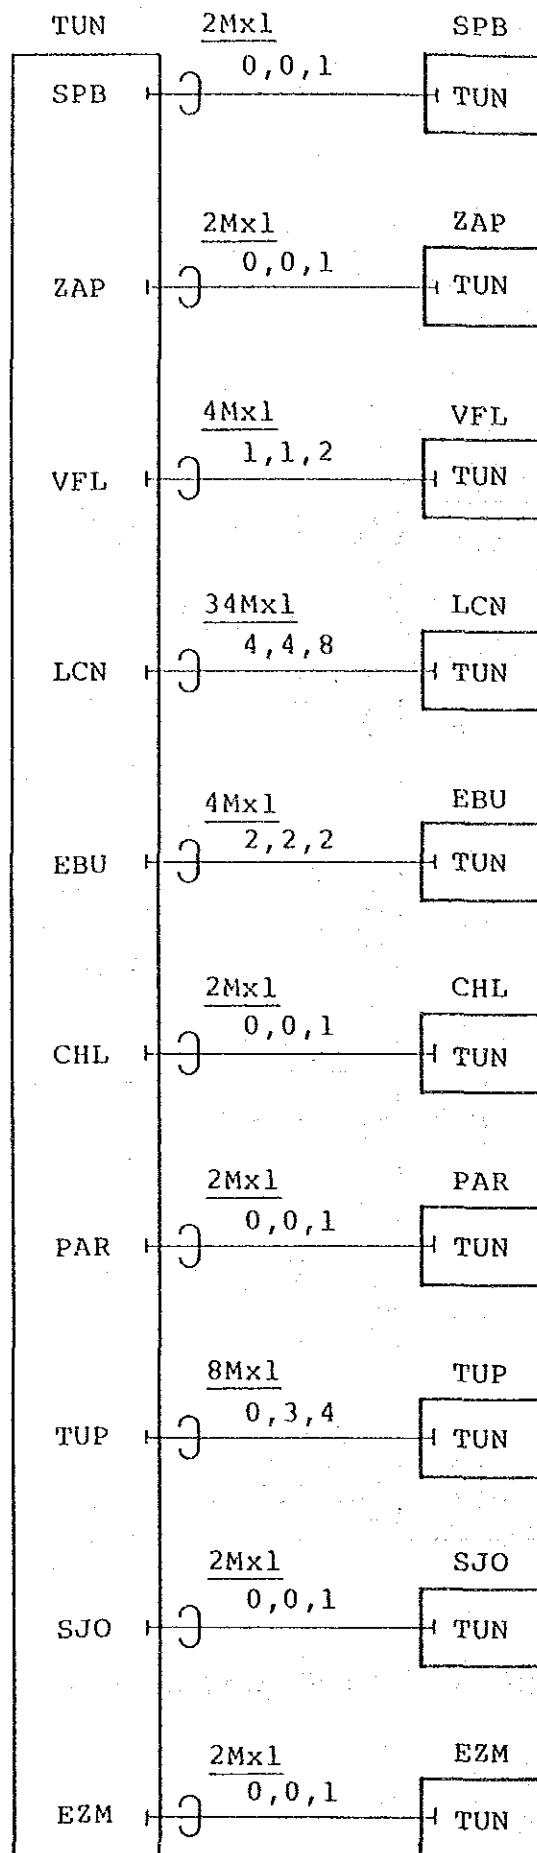 TUN 2Mx1 SPB
SPB 0,0,1 TUN
2Mx1 ZAP
ZAP 0,0,1 TUN
4Mx1 VFL
VFL 1,1,2 TUN
34Mx1 LCN
LCN 4,4,8 TUN
4Mx1 EBU
EBU 2,2,2 TUN
2Mx1 CHL
CHL 0,0,1 TUN
2Mx1 PAR
PAR 0,0,1 TUN
8Mx1 TUP
TUP 0,3,4 TUN
2Mx1 SJO
SJO 0,0,1 TUN
2Mx1 EZM
EZM 0,0,1 TUN